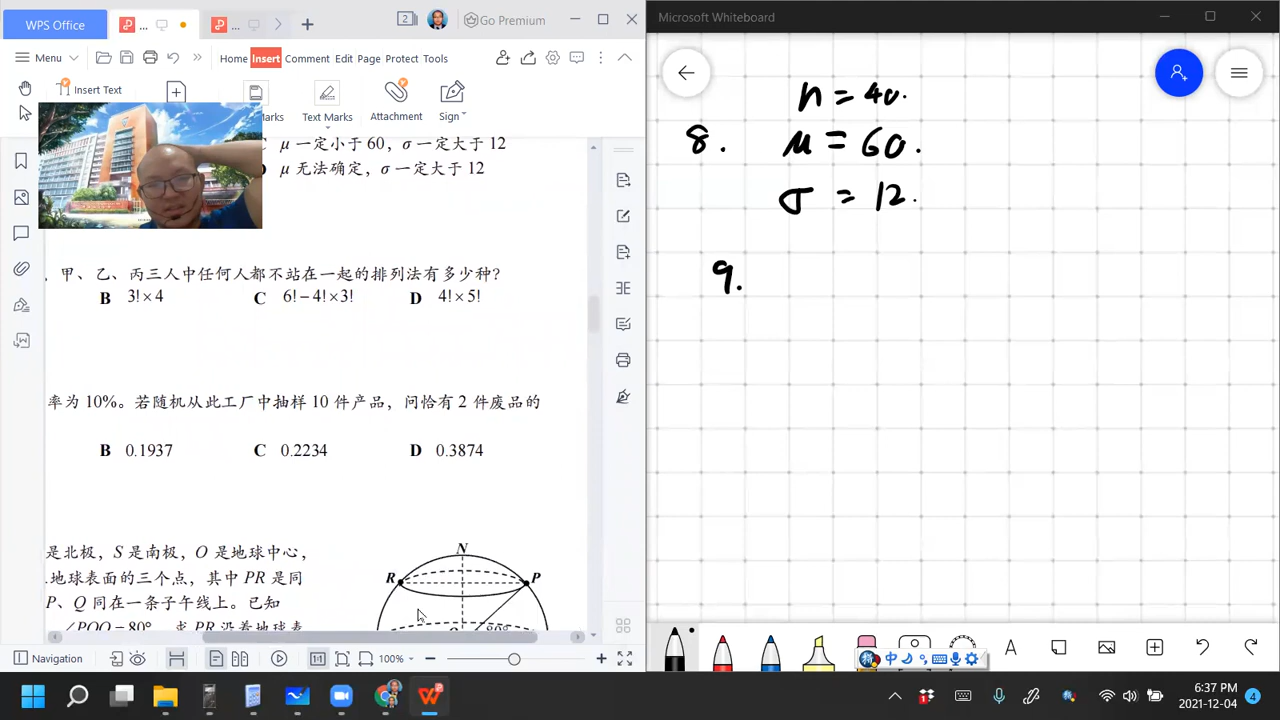 WPS Office
2
Go Premium
Menu
Home Insert Comment Edit Page Protect Tools
Insert Text
Text Marks
Attachment
Sign
μ 一定小于 60，σ 一定大于 12
μ 无法确定，σ 一定大于 12
甲、乙、丙三人中任何人都不站在一起的排列法有多少种？
B 3!×4 C 6!−4!×3! D 4!×5!
率为 10%。若随机从此工厂中抽样 10 件产品，问恰有 2 件废品的
B 0.1937 C 0.2234 D 0.3874
是北极，S 是南极，O 是地球中心，
地球表面的三个点，其中 PR 是同
P、Q 同在一条子午线上。已知
N
R P
Navigation
100%
Microsoft Whiteboard
n = 40.
8. μ = 60.
σ = 12.
9.
中
6:37 PM
2021-12-04
4